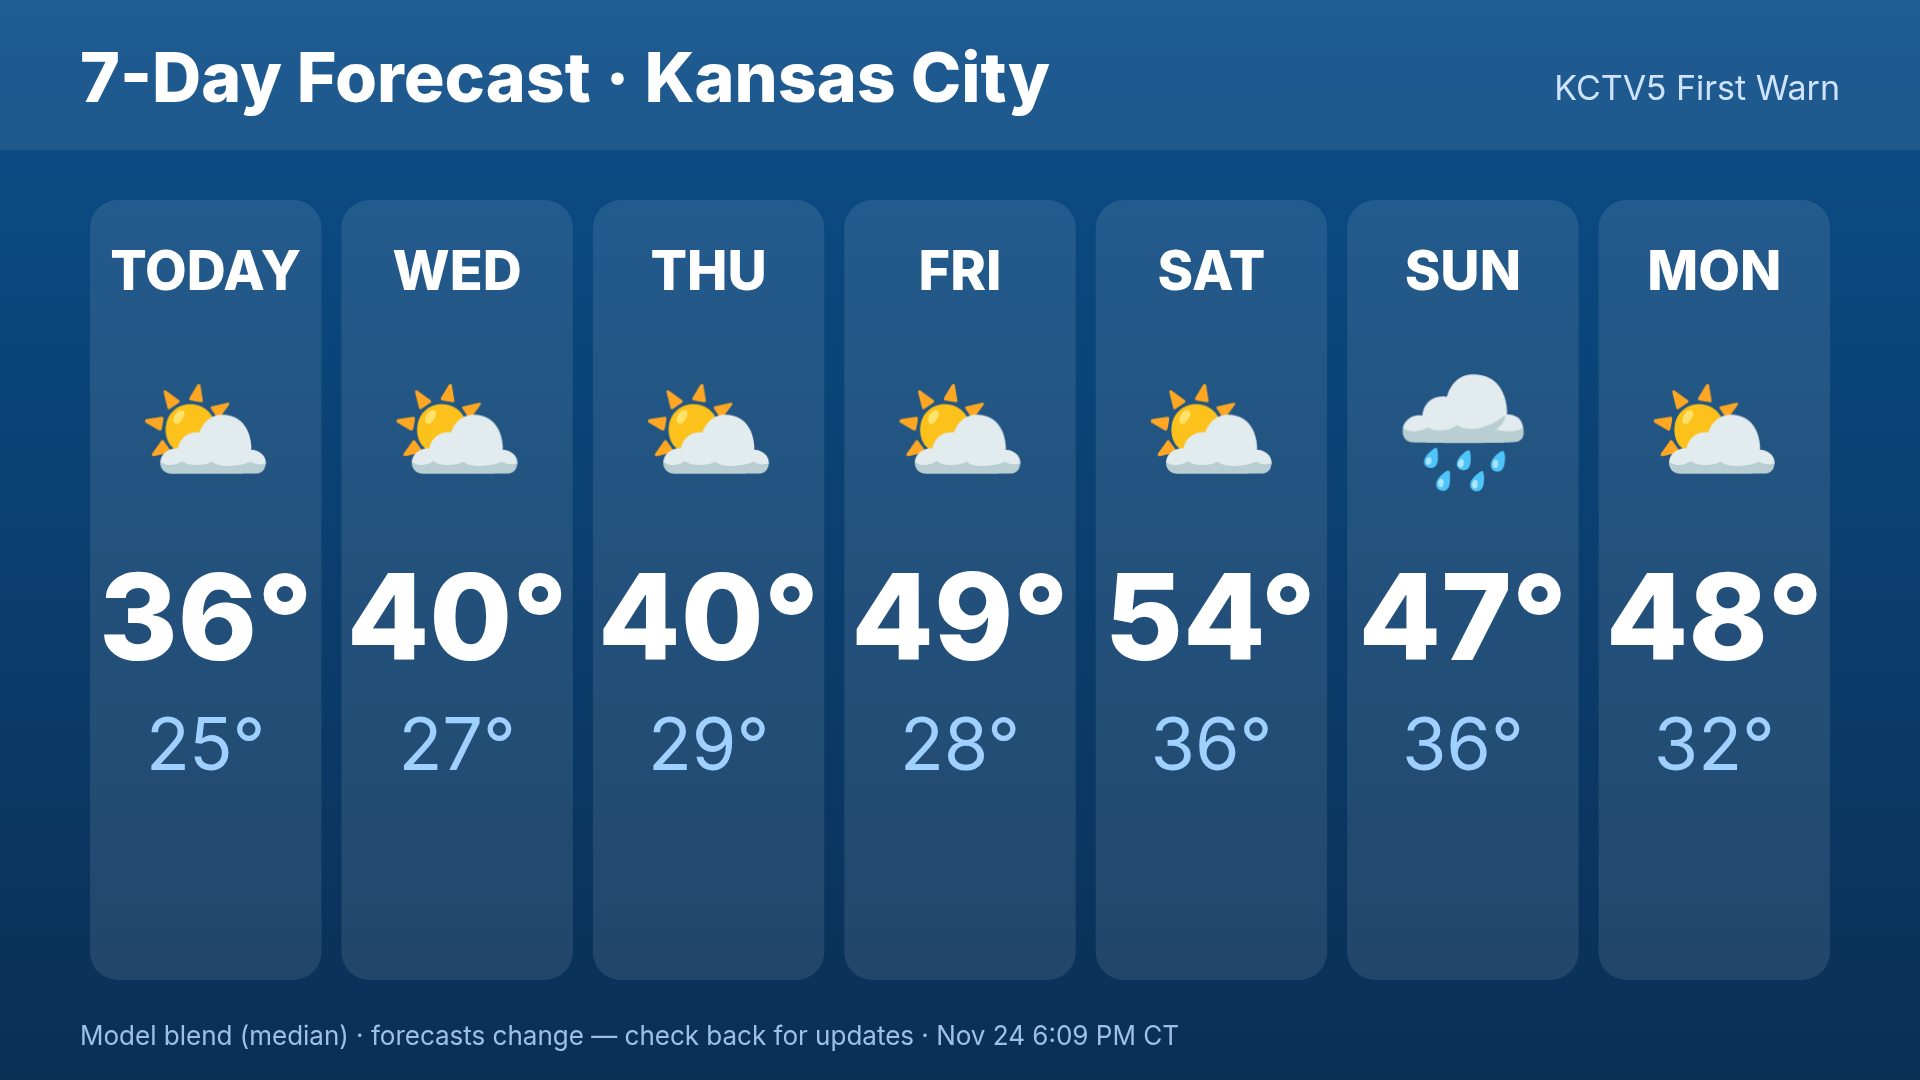 7-Day Forecast · Kansas City
KCTV5 First Warn
TODAY WED THU FRI SAT SUN MON
36° 40° 40° 49° 54° 47° 48°
25° 27° 29° 28° 36° 36° 32°
Model blend (median) · forecasts change — check back for updates · Nov 24 6:09 PM CT